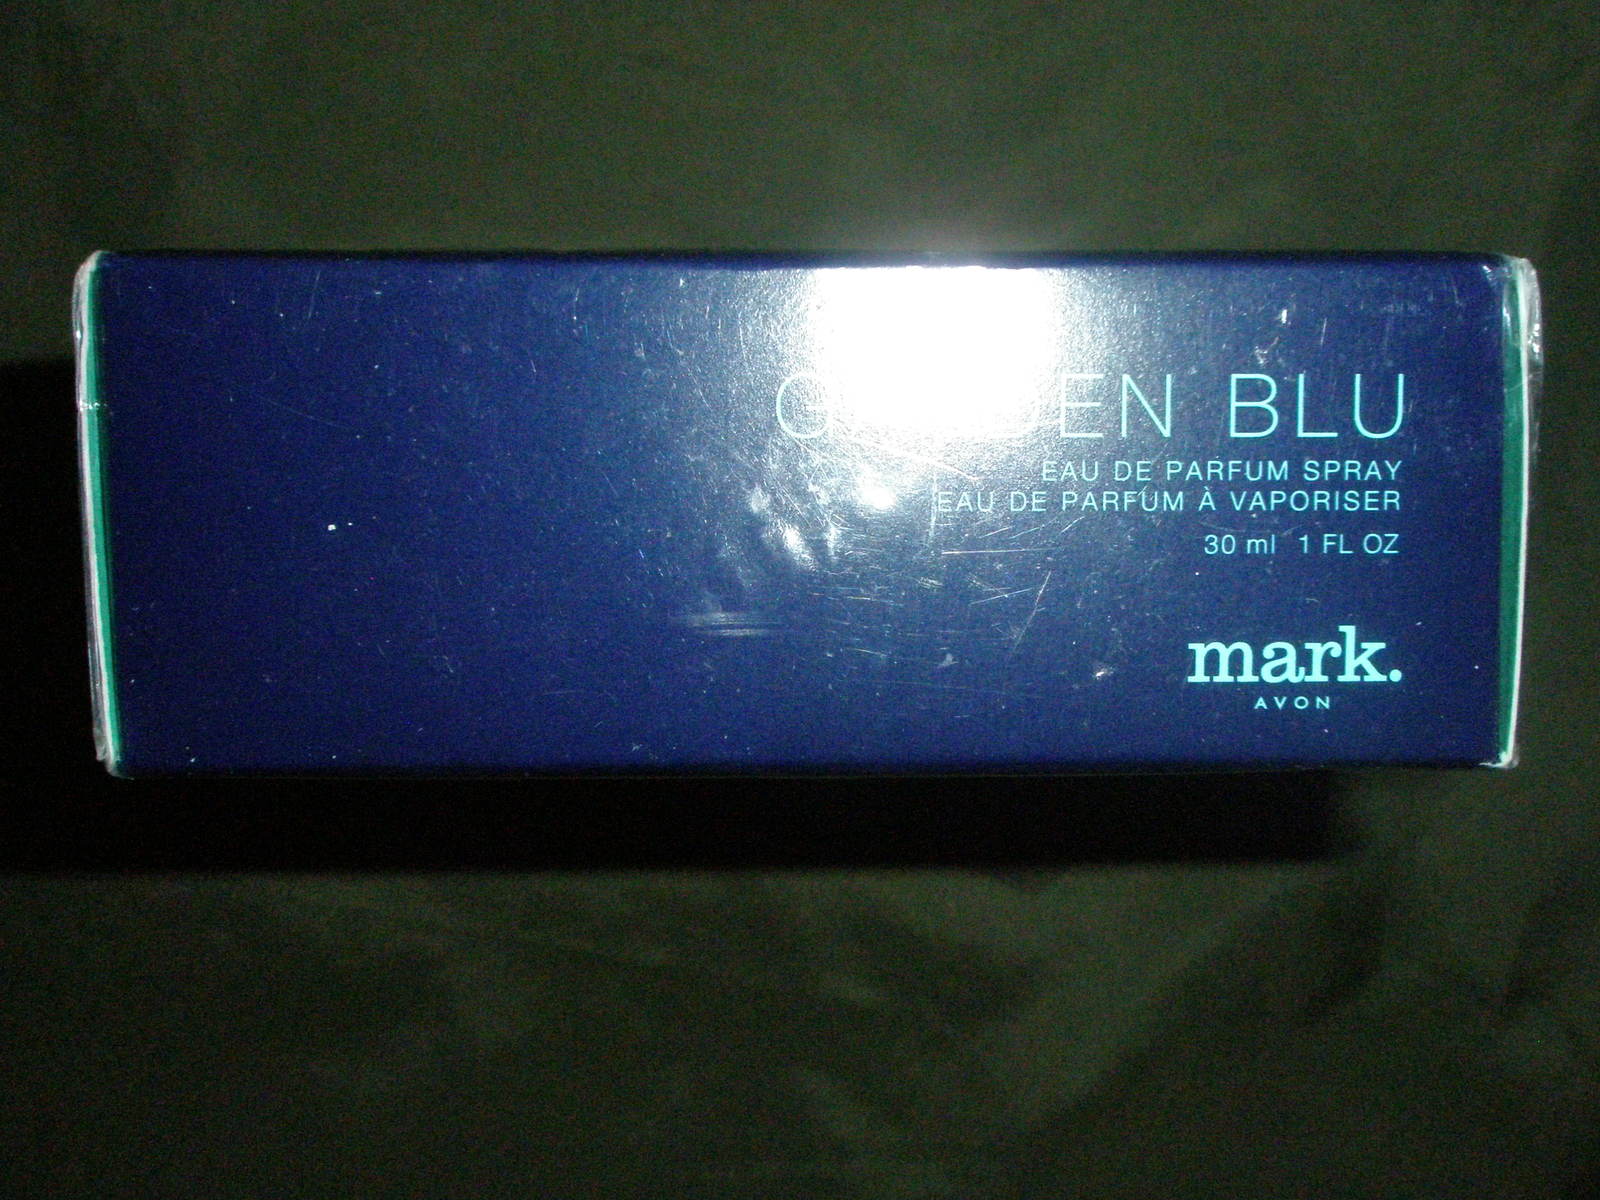 BLU
EAU DE PARFUM SPRAY
EAU DE PARFUM À VAPORISER
30 ml 1 FL OZ
mark.
AVON